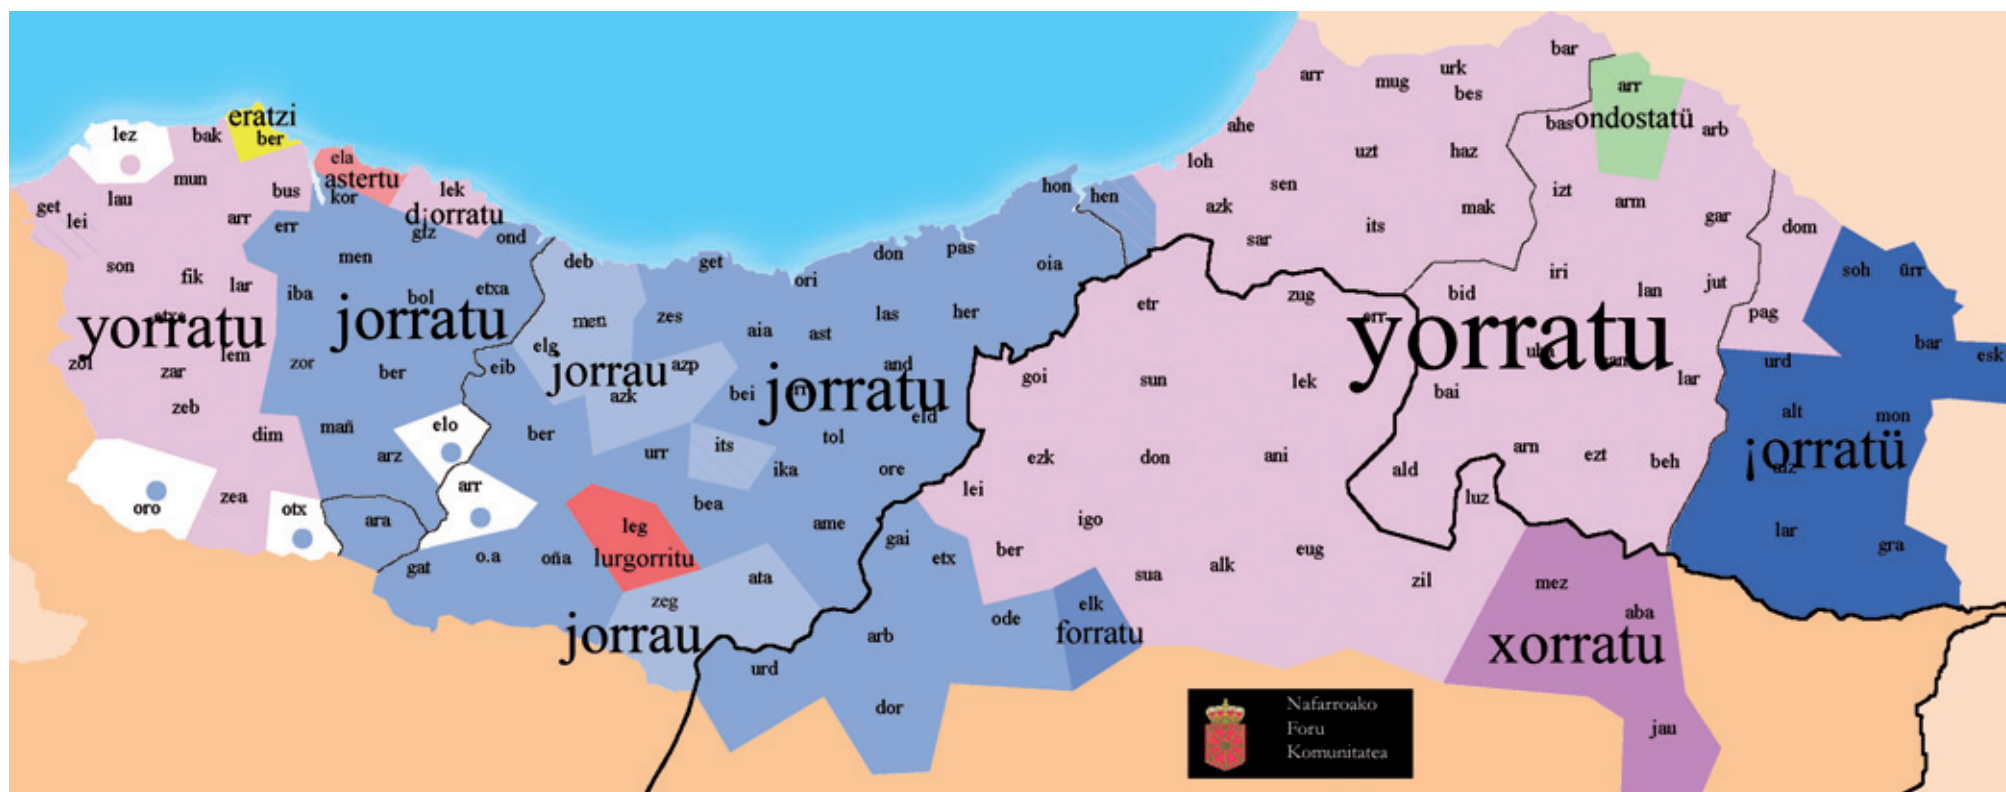 bar
arr
mug
urk
bes
arr
eratzi
ondostatü
lez
bak
ber
ahe
bas
arb
ela
uzt
haz
loh
mun
astertu
lek
hon
hen
sen
izt
lau
bus
kor
arm
get
lei
arr
djorratu
azk
mak
gar
err
giz
ond
its
dom
sar
don
pas
men
deb
get
oia
son
fik
lar
iba
bol
etxa
ori
iri
soh
ürr
etr
zug
bid
lan
jut
etxe
yorratu
jorratu
men
zes
aia
ast
las
her
err
yorratu
pag
zol
lem
zar
zor
ber
elg
eib
jorrau
azp
azk
bei
and
jorratu
eld
goi
sun
lek
bai
lar
urd
bar
esk
zeb
dim
mañ
arz
elo
ber
urr
its
ika
tol
ore
ezk
don
ani
ald
arn
ezt
beh
alt
mon
jorratü
lar
gra
oro
zea
otx
ara
arr
bea
ame
lei
igo
luz
gat
o.a
oña
leg
lurgorritu
zeg
ata
gai
etx
ber
sua
alk
eug
zil
mez
aba
jorrau
urd
arb
ode
elk
forratu
xorratu
dor
jau
Nafarroako
Foru
Komunitatea